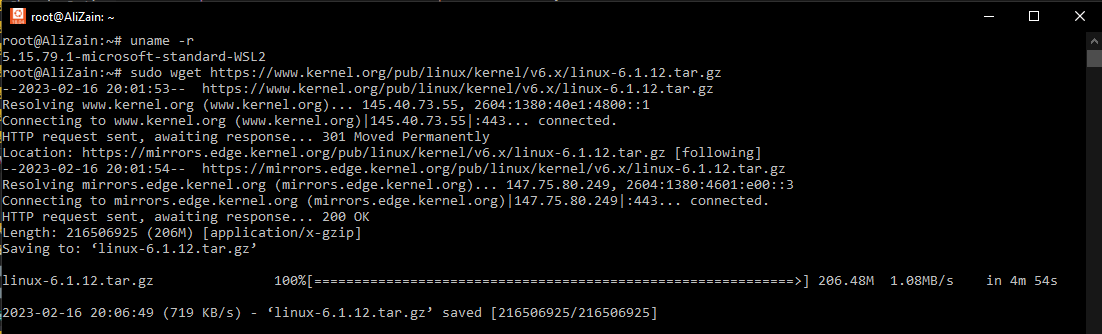 root@AliZain: ~
root@AliZain:~# uname -r
5.15.79.1-microsoft-standard-WSL2
root@AliZain:~# sudo wget https://www.kernel.org/pub/linux/kernel/v6.x/linux-6.1.12.tar.gz
--2023-02-16 20:01:53--  https://www.kernel.org/pub/linux/kernel/v6.x/linux-6.1.12.tar.gz
Resolving www.kernel.org (www.kernel.org)... 145.40.73.55, 2604:1380:40e1:4800::1
Connecting to www.kernel.org (www.kernel.org)|145.40.73.55|:443... connected.
HTTP request sent, awaiting response... 301 Moved Permanently
Location: https://mirrors.edge.kernel.org/pub/linux/kernel/v6.x/linux-6.1.12.tar.gz [following]
--2023-02-16 20:01:54--  https://mirrors.edge.kernel.org/pub/linux/kernel/v6.x/linux-6.1.12.tar.gz
Resolving mirrors.edge.kernel.org (mirrors.edge.kernel.org)... 147.75.80.249, 2604:1380:4601:e00::3
Connecting to mirrors.edge.kernel.org (mirrors.edge.kernel.org)|147.75.80.249|:443... connected.
HTTP request sent, awaiting response... 200 OK
Length: 216506925 (206M) [application/x-gzip]
Saving to: ‘linux-6.1.12.tar.gz’
linux-6.1.12.tar.gz               100%[============================================================>] 206.48M  1.08MB/s    in 4m 54s
2023-02-16 20:06:49 (719 KB/s) - ‘linux-6.1.12.tar.gz’ saved [216506925/216506925]